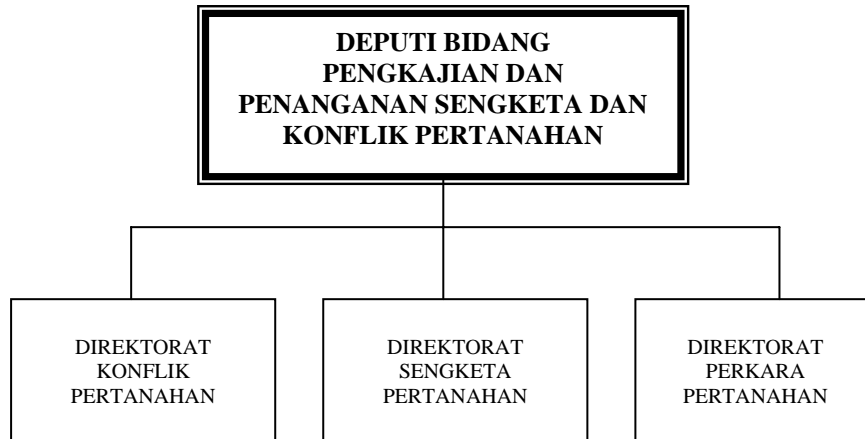 DEPUTI BIDANG
PENGKAJIAN DAN
PENANGANAN SENGKETA DAN
KONFLIK PERTANAHAN
DIREKTORAT
KONFLIK
PERTANAHAN
DIREKTORAT
SENGKETA
PERTANAHAN
DIREKTORAT
PERKARA
PERTANAHAN